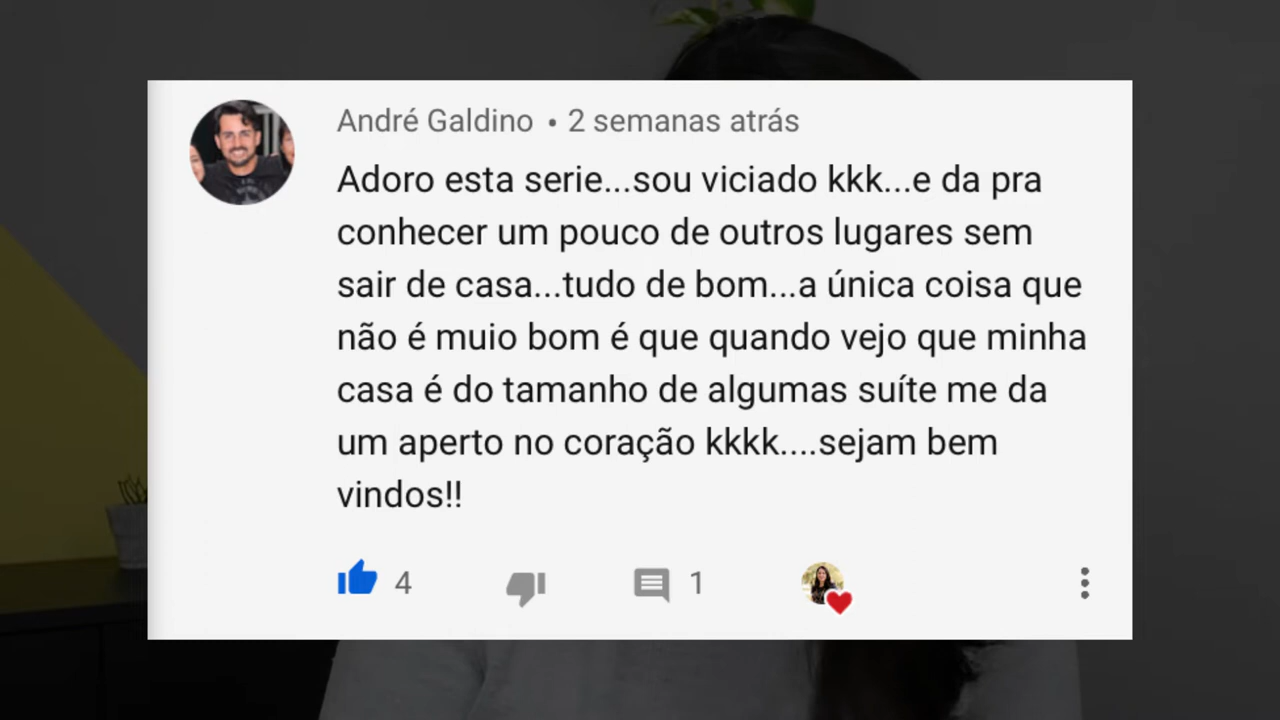 André Galdino • 2 semanas atrás
Adoro esta serie...sou viciado kkk...e da pra
conhecer um pouco de outros lugares sem
sair de casa...tudo de bom...a única coisa que
não é muio bom é que quando vejo que minha
casa é do tamanho de algumas suíte me da
um aperto no coração kkkk....sejam bem
vindos!!
4 1